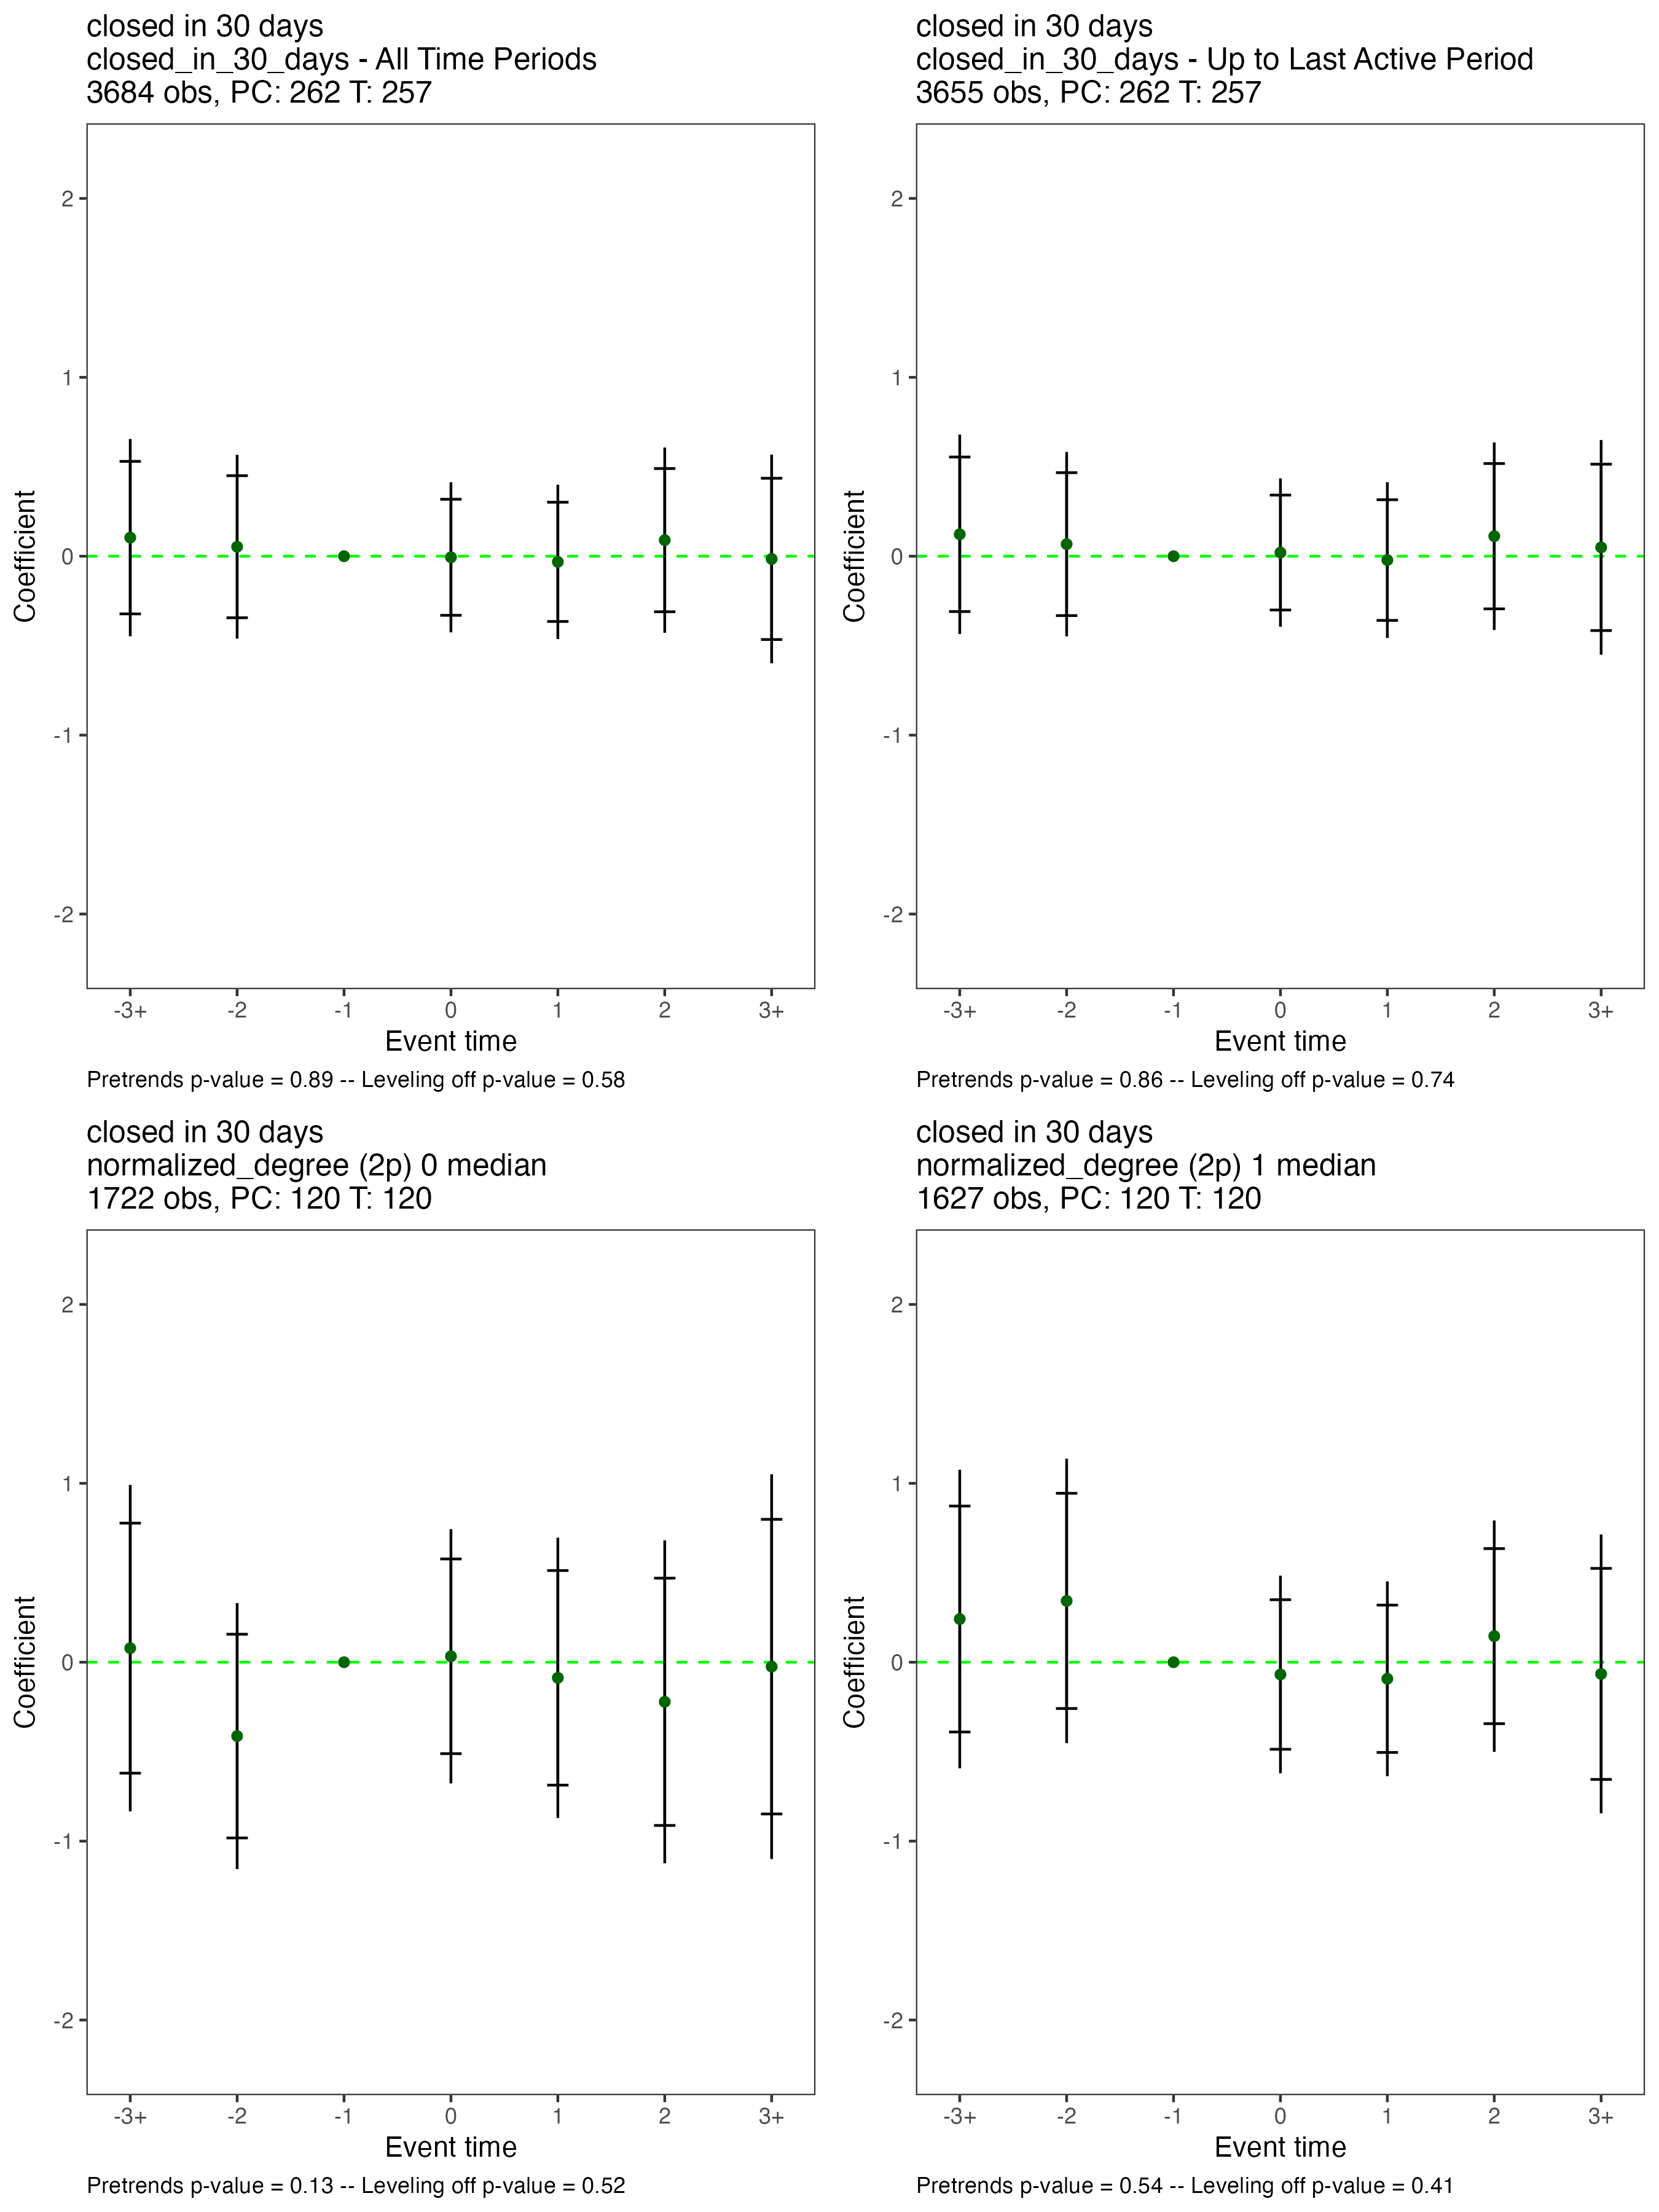 closed in 30 days
closed_in_30_days - All Time Periods
3684 obs, PC: 262 T: 257
Coefficient
2
1
0
-1
-2
-3+ -2 -1 0 1 2 3+
Event time
Pretrends p-value = 0.89 -- Leveling off p-value = 0.58
closed in 30 days
closed_in_30_days - Up to Last Active Period
3655 obs, PC: 262 T: 257
Coefficient
2
1
0
-1
-2
-3+ -2 -1 0 1 2 3+
Event time
Pretrends p-value = 0.86 -- Leveling off p-value = 0.74
closed in 30 days
normalized_degree (2p) 0 median
1722 obs, PC: 120 T: 120
Coefficient
2
1
0
-1
-2
-3+ -2 -1 0 1 2 3+
Event time
Pretrends p-value = 0.13 -- Leveling off p-value = 0.52
closed in 30 days
normalized_degree (2p) 1 median
1627 obs, PC: 120 T: 120
Coefficient
2
1
0
-1
-2
-3+ -2 -1 0 1 2 3+
Event time
Pretrends p-value = 0.54 -- Leveling off p-value = 0.41